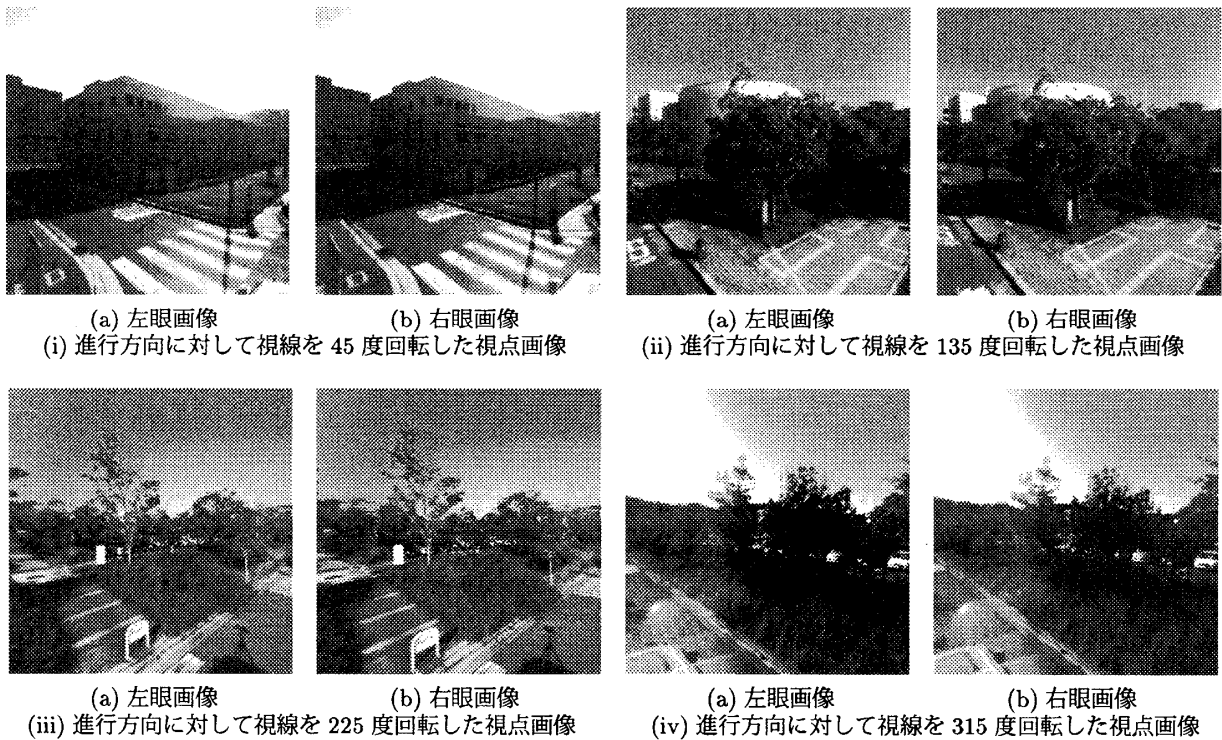 (a) 左眼画像 (b) 右眼画像 (a) 左眼画像 (b) 右眼画像
(i) 進行方向に対して視線を 45 度回転した視点画像 (ii) 進行方向に対して視線を 135 度回転した視点画像
(a) 左眼画像 (b) 右眼画像 (a) 左眼画像 (b) 右眼画像
(iii) 進行方向に対して視線を 225 度回転した視点画像 (iv) 進行方向に対して視線を 315 度回転した視点画像